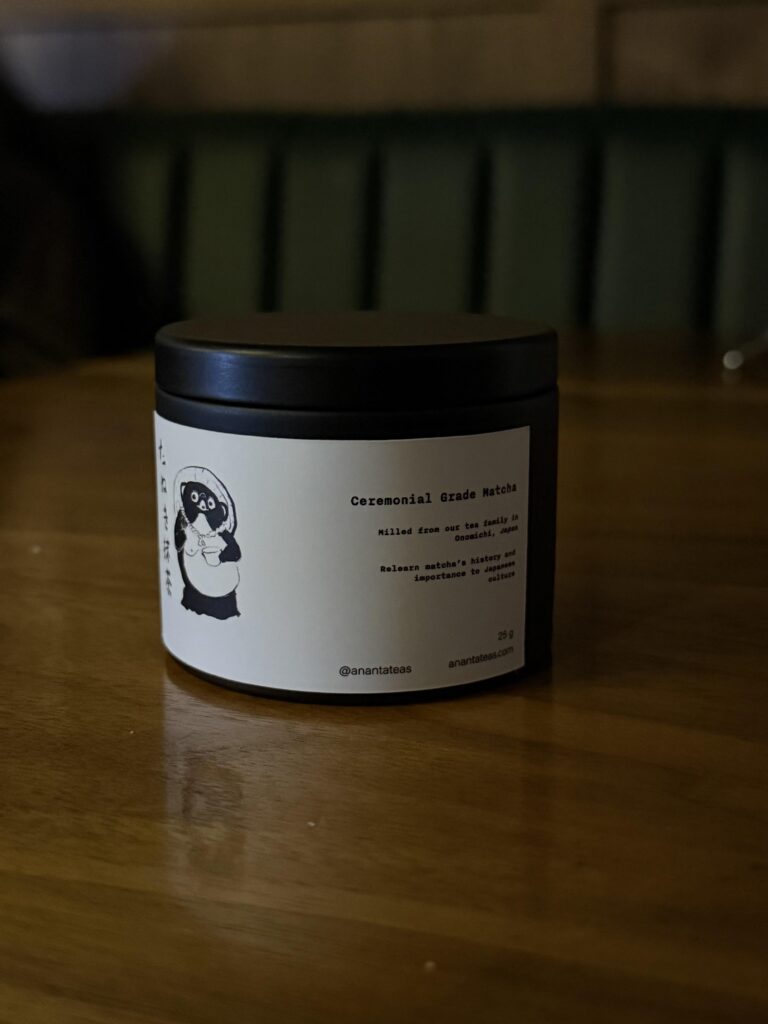 Ceremonial Grade Matcha
Milled from our tea family in
Onomichi, Japan
Relearn matcha's history and
importance to Japanese
culture
25 g
@anantateas
anantateas.com